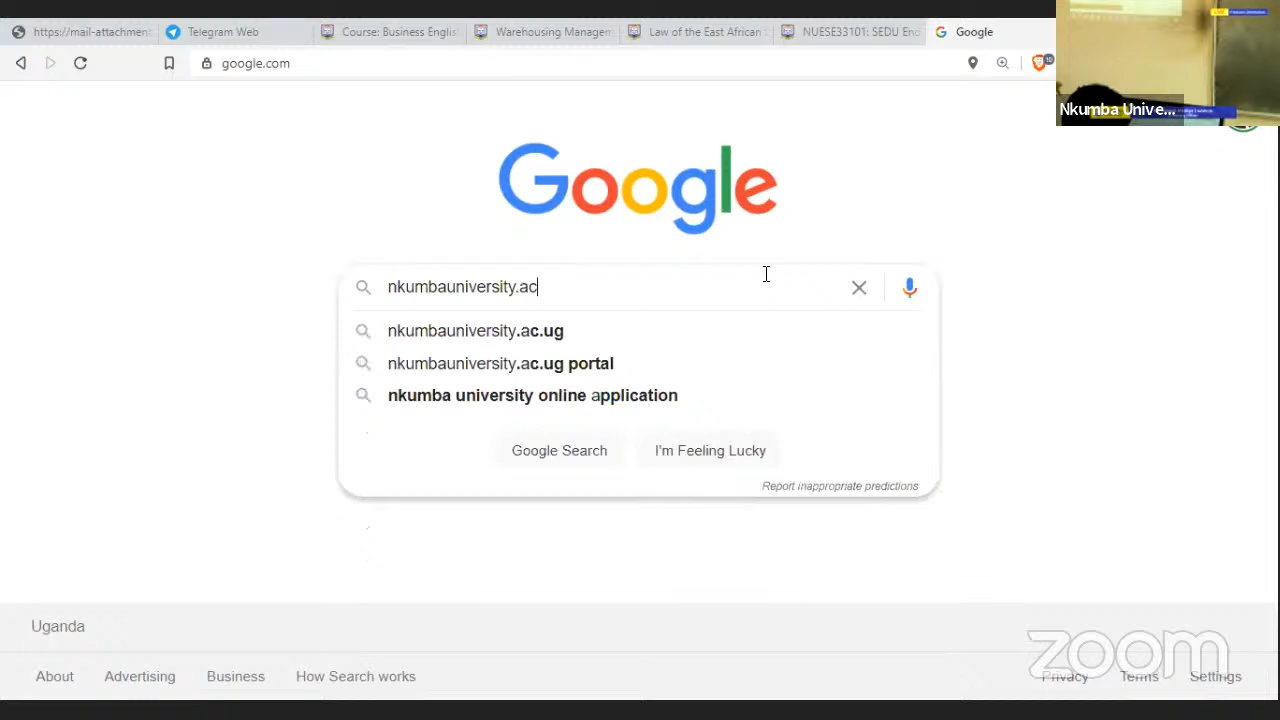 https://mail-attachment
Telegram Web
Course: Business Englis
Warehousing Managem
Law of the East African
NUESE33101: SEDU End
Google
google.com
10
Nkumba Unive...
Google
nkumbauniversity.ac
nkumbauniversity.ac.ug
nkumbauniversity.ac.ug portal
nkumba university online application
Google Search
I'm Feeling Lucky
Report inappropriate predictions
Uganda
zoom
About
Advertising
Business
How Search works
Privacy
Terms
Settings